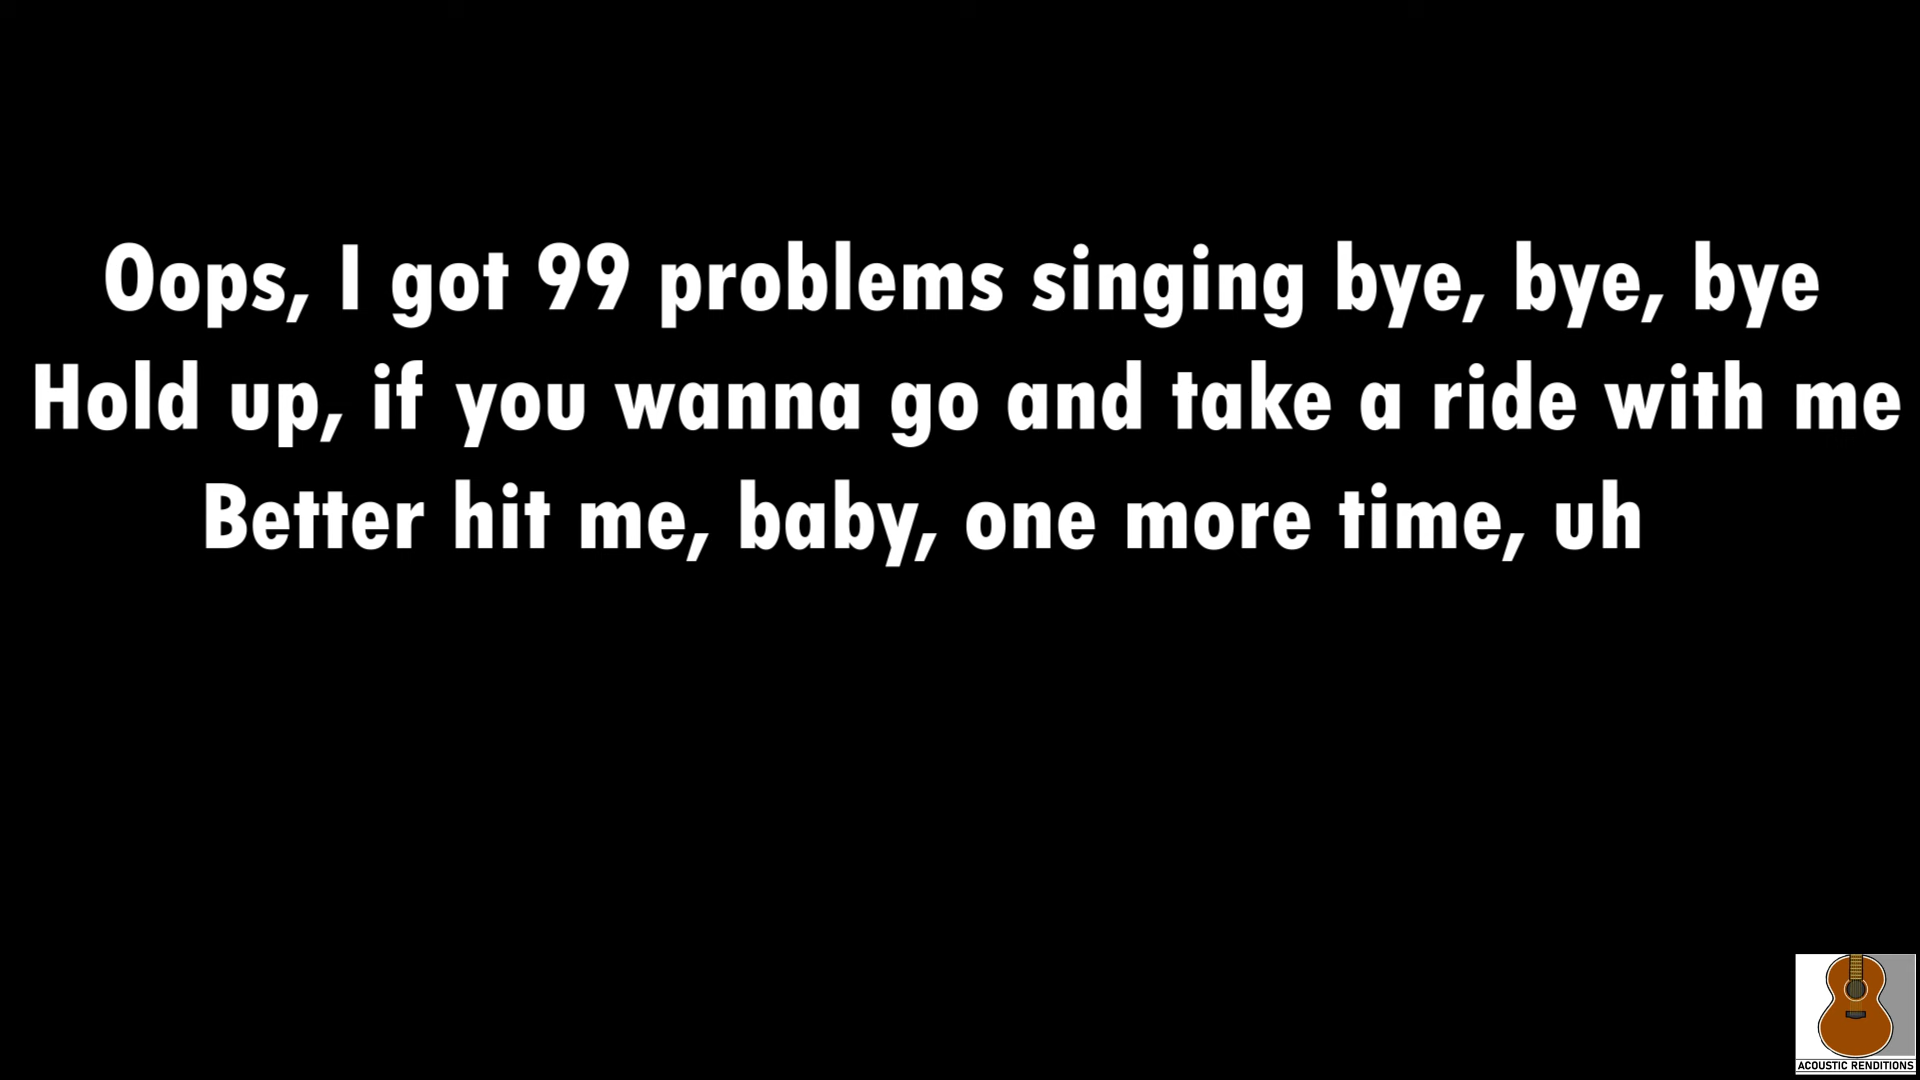 Oops, I got 99 problems singing bye, bye, bye
Hold up, if you wanna go and take a ride with me
Better hit me, baby, one more time, uh
ACOUSTIC RENDITIONS